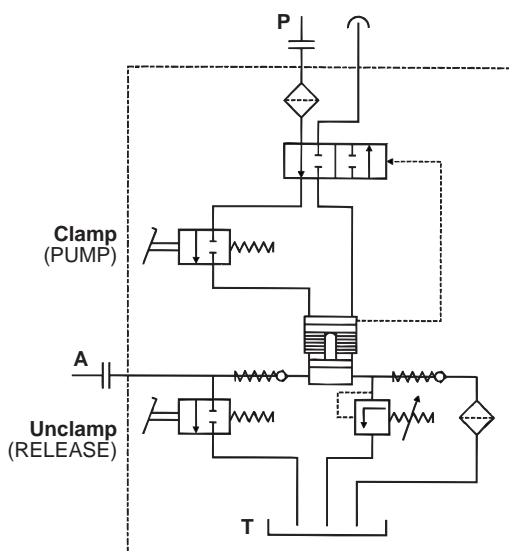 P
Clamp
(PUMP)
A
Unclamp
(RELEASE)
T